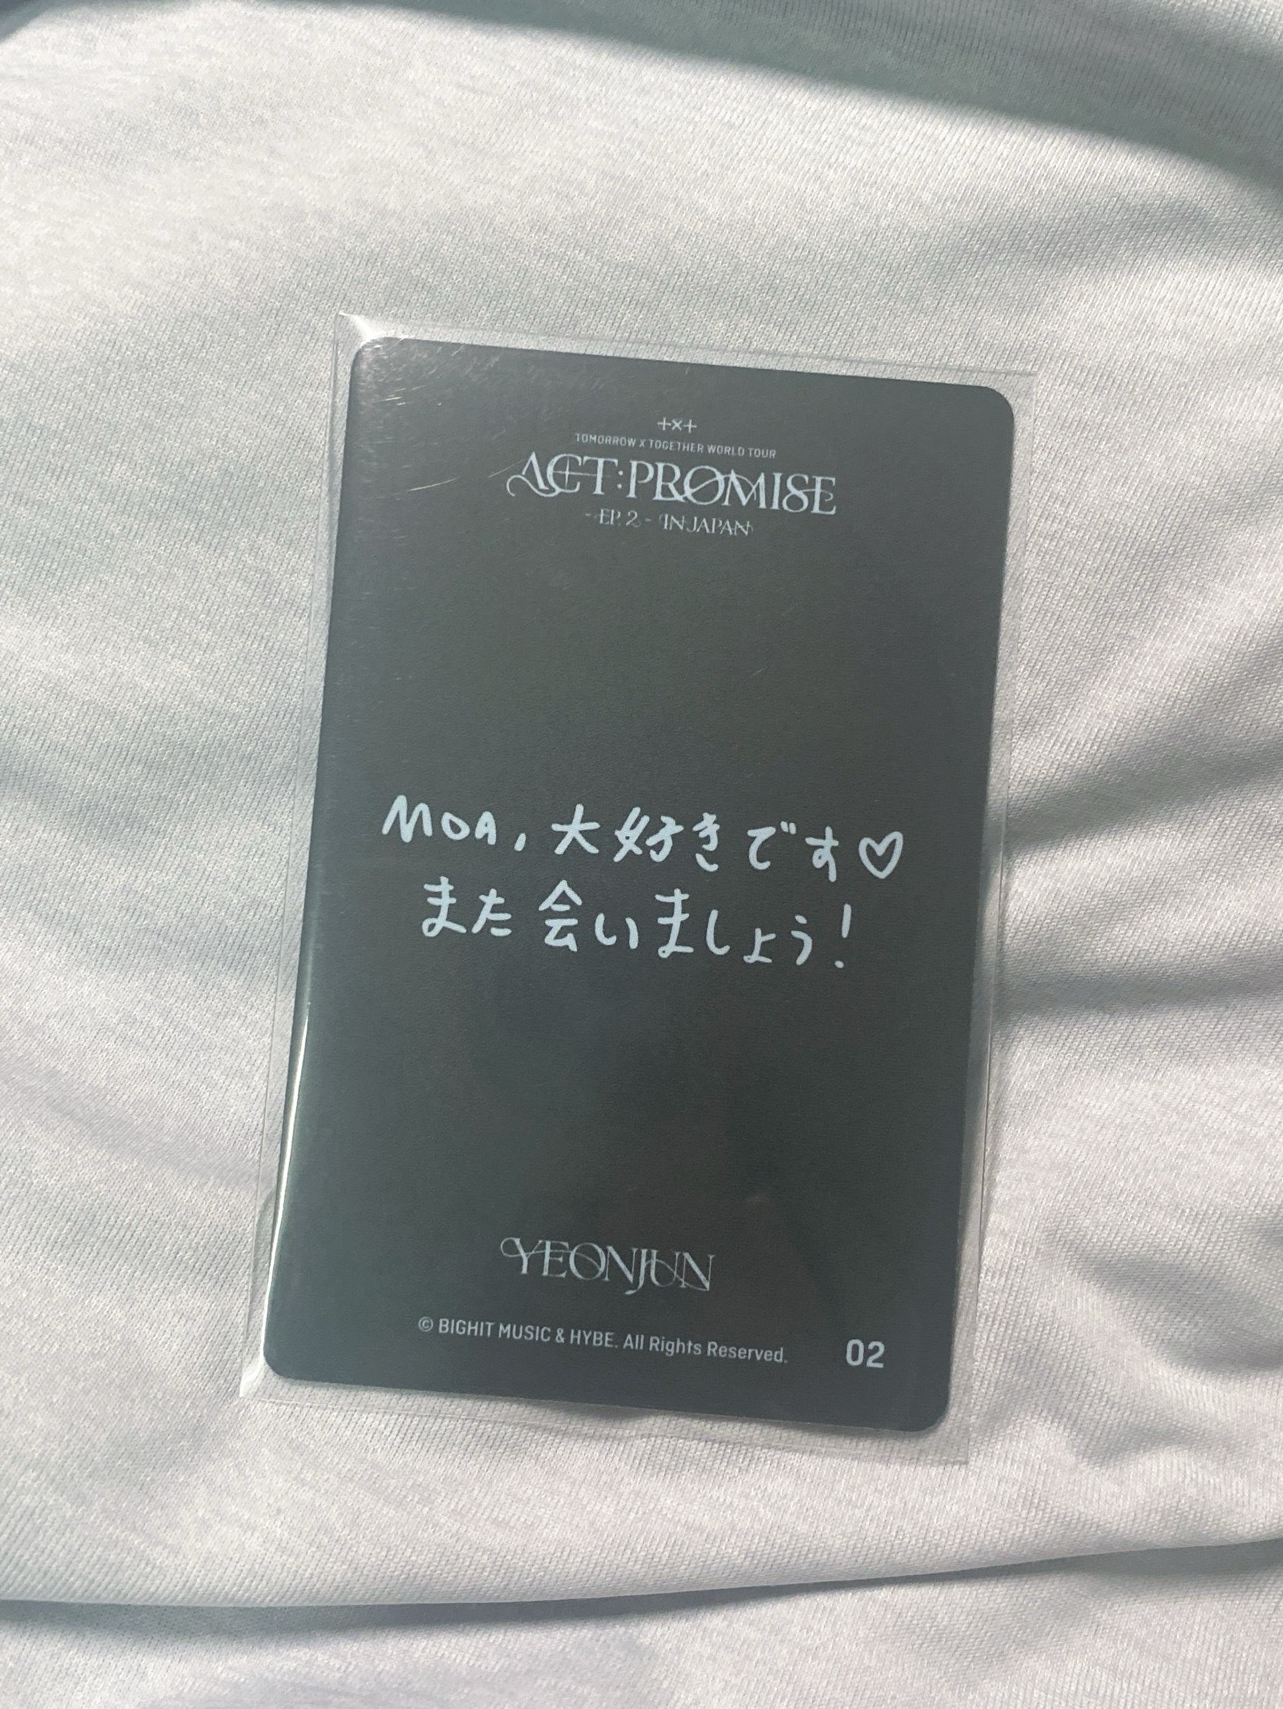 +×+
TOMORROW X TOGETHER WORLD TOUR
ACT:PROMISE
-EP. 2- IN JAPAN
MOA, 大好きです♡
また会いましょう!
YEONJUN
© BIGHIT MUSIC & HYBE. All Rights Reserved.
02